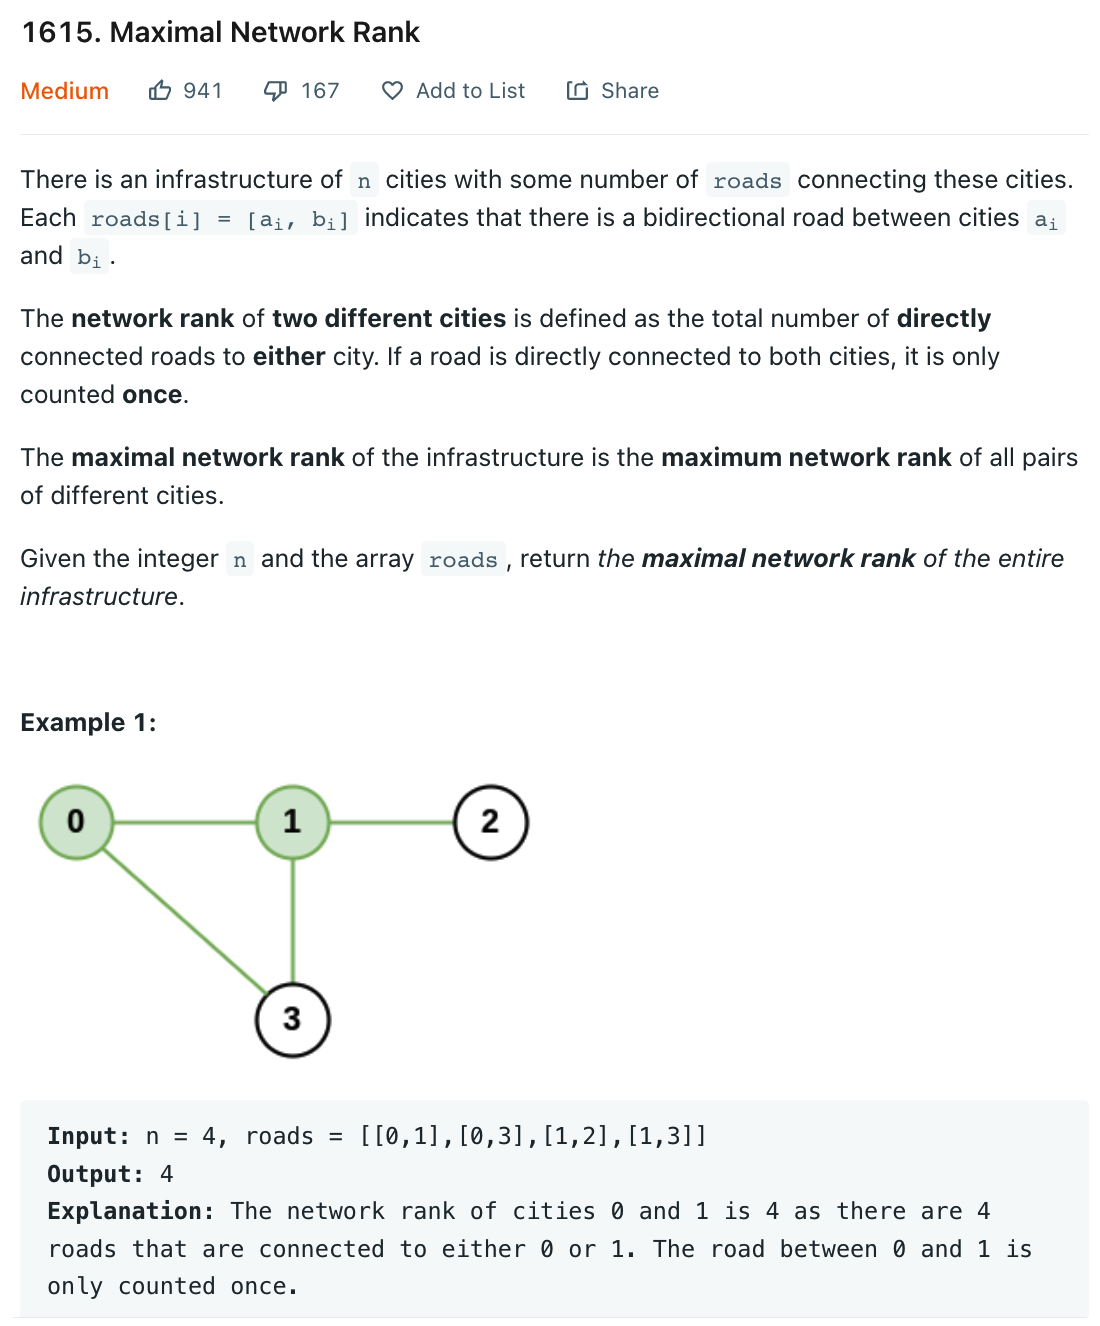 1615. Maximal Network Rank
Medium 941 167 Add to List Share
There is an infrastructure of n cities with some number of roads connecting these cities.
Each roads[i] = [aᵢ, bᵢ] indicates that there is a bidirectional road between cities aᵢ
and bᵢ.
The network rank of two different cities is defined as the total number of directly
connected roads to either city. If a road is directly connected to both cities, it is only
counted once.
The maximal network rank of the infrastructure is the maximum network rank of all pairs
of different cities.
Given the integer n and the array roads, return the maximal network rank of the entire
infrastructure.
Example 1:
0 1 2
3
Input: n = 4, roads = [[0,1],[0,3],[1,2],[1,3]]
Output: 4
Explanation: The network rank of cities 0 and 1 is 4 as there are 4
roads that are connected to either 0 or 1. The road between 0 and 1 is
only counted once.